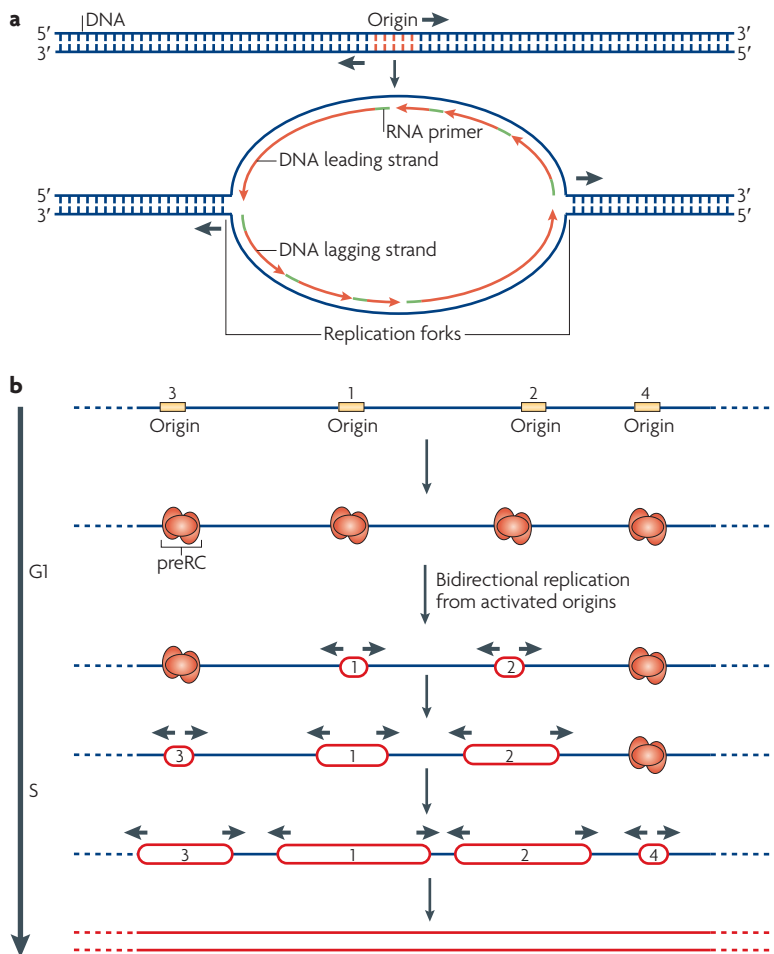 a
DNA
Origin
5′ 3′
3′ 5′
RNA primer
DNA leading strand
5′ 3′
3′ 5′
DNA lagging strand
Replication forks
b
3 1 2 4
Origin Origin Origin Origin
preRC
G1
Bidirectional replication
from activated origins
1 2
3 1 2
S
3 1 2 4